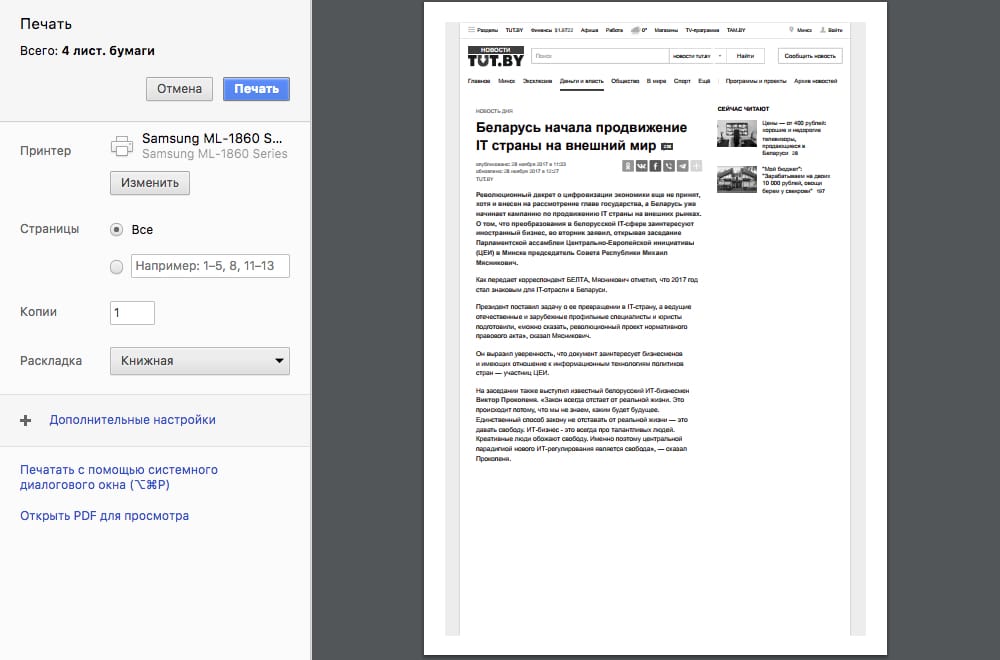 Печать
Всего: 4 лист. бумаги
Отмена
Печать
Принтер
Samsung ML-1860 S...
Samsung ML-1860 Series
Изменить
Страницы
Все
Например: 1–5, 8, 11–13
Копии
1
Раскладка
Книжная
Дополнительные настройки
Печатать с помощью системного
диалогового окна (⌥⌘P)
Открыть PDF для просмотра
Разделы TUT.BY Финансы $1.9722 Афиша Работа 0° Магазины TV-программа TAM.BY Минск Войти
НОВОСТИ
TUT.BY
Поиск
НОВОСТИ TUT.BY
Найти
Сообщить новость
Главное Минск Эксклюзив Деньги и власть Общество В мире Спорт Ещё Программы и проекты Архив новостей
НОВОСТЬ ДНЯ
Беларусь начала продвижение
IT страны на внешний мир
опубликовано: 28 ноября 2017 в 11:33
обновлено: 28 ноября 2017 в 12:27
TUT.BY
Революционный декрет о цифровизации экономики еще не принят,
хотя и внесен на рассмотрение главе государства, а Беларусь уже
начинает кампанию по продвижению IT страны на внешних рынках.
О том, что преобразования в белорусской IT-сфере заинтересуют
иностранный бизнес, во вторник заявил, открывая заседание
Парламентской ассамблеи Центрально-Европейской инициативы
(ЦЕИ) в Минске председатель Совета Республики Михаил
Мясникович.
Как передает корреспондент БЕЛТА, Мясникович отметил, что 2017 год
стал знаковым для IT-отрасли в Беларуси.
Президент поставил задачу о ее превращении в IT-страну, а ведущие
отечественные и зарубежные профильные специалисты и юристы
подготовили, «можно сказать, революционный проект нормативного
правового акта», сказал Мясникович.
Он выразил уверенность, что документ заинтересует бизнесменов
и имеющих отношение к информационным технологиям политиков
стран — участниц ЦЕИ.
На заседании также выступил известный белорусский ИТ-бизнесмен
Виктор Прокопеня. «Закон всегда отстает от реальной жизни. Это
происходит потому, что мы не знаем, каким будет будущее.
Единственный способ закону не отставать от реальной жизни — это
давать свободу. ИТ-бизнес - это всегда про талантливых людей.
Креативные люди обожают свободу. Именно поэтому центральной
парадигмой нового ИТ-регулирования является свобода», — сказал
Прокопеня.
СЕЙЧАС ЧИТАЮТ
Цены — от 400 рублей:
хорошие и недорогие
телевизоры,
продающиеся в
Беларуси 28
"Мой бюджет":
"Зарабатываем на двоих
10 000 рублей, овощи
берем у свекрови" 197